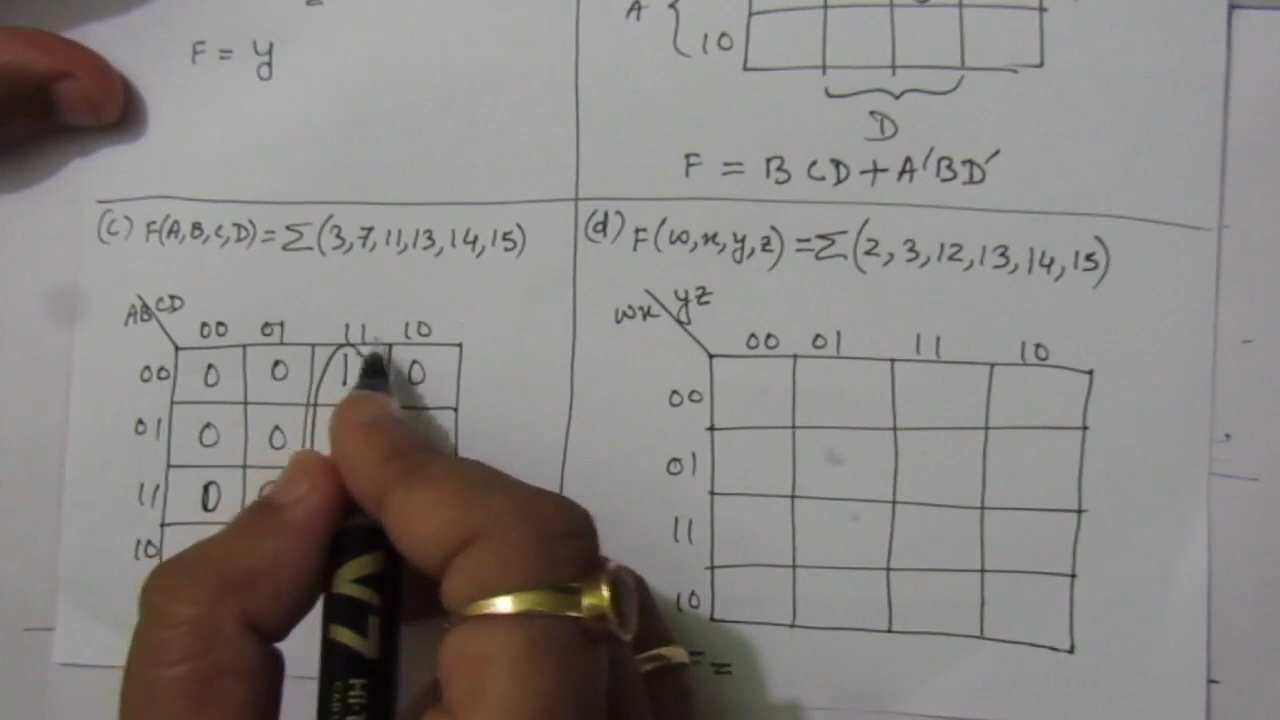 F = y
A
10
D
F = BCD + A'BD'
(c) F(A,B,C,D) = Σ(3,7,11,13,14,15)
AB CD
00 01 11 10
00 0 0 1 0
01 0 0
11 0
10
(d) F(w,x,y,z) = Σ(2,3,12,13,14,15)
wx yz
00 01 11 10
00
01
11
10
=
V7